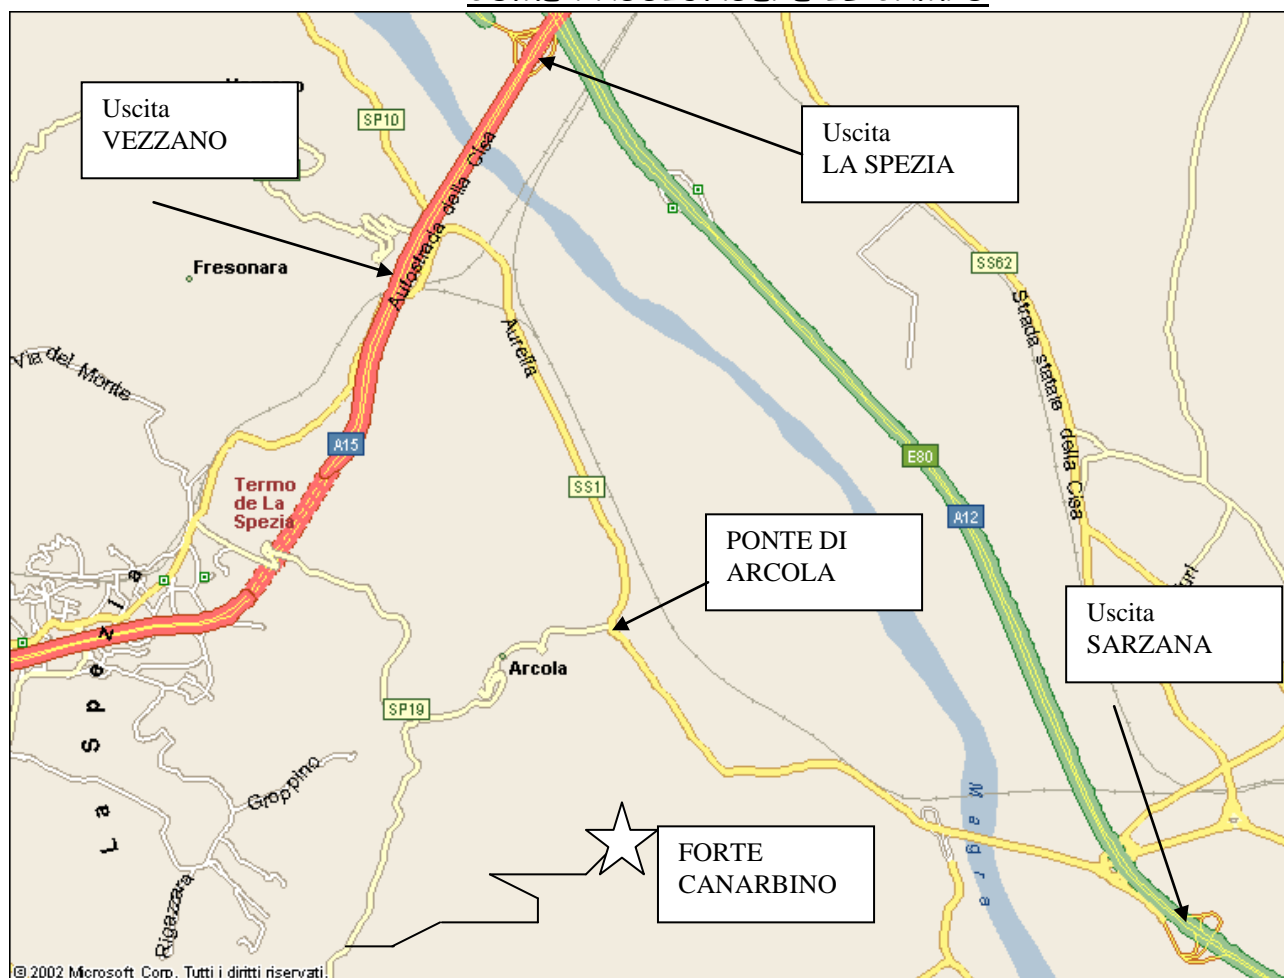 Uscita
VEZZANO
SP10
Uscita
LA SPEZIA
Autostrada della Cisa
Fresonara
SS62
Strada statale della Cisa
Via del Monte
Aurelia
A15
E80
Termo
de La
Spezia
SS1
A12
PONTE DI
ARCOLA
Uscita
SARZANA
La Spezia
Arcola
SP19
Groppino
Magra
FORTE
CANARBINO
Rigazzara
© 2002 Microsoft Corp. Tutti i diritti riservati.